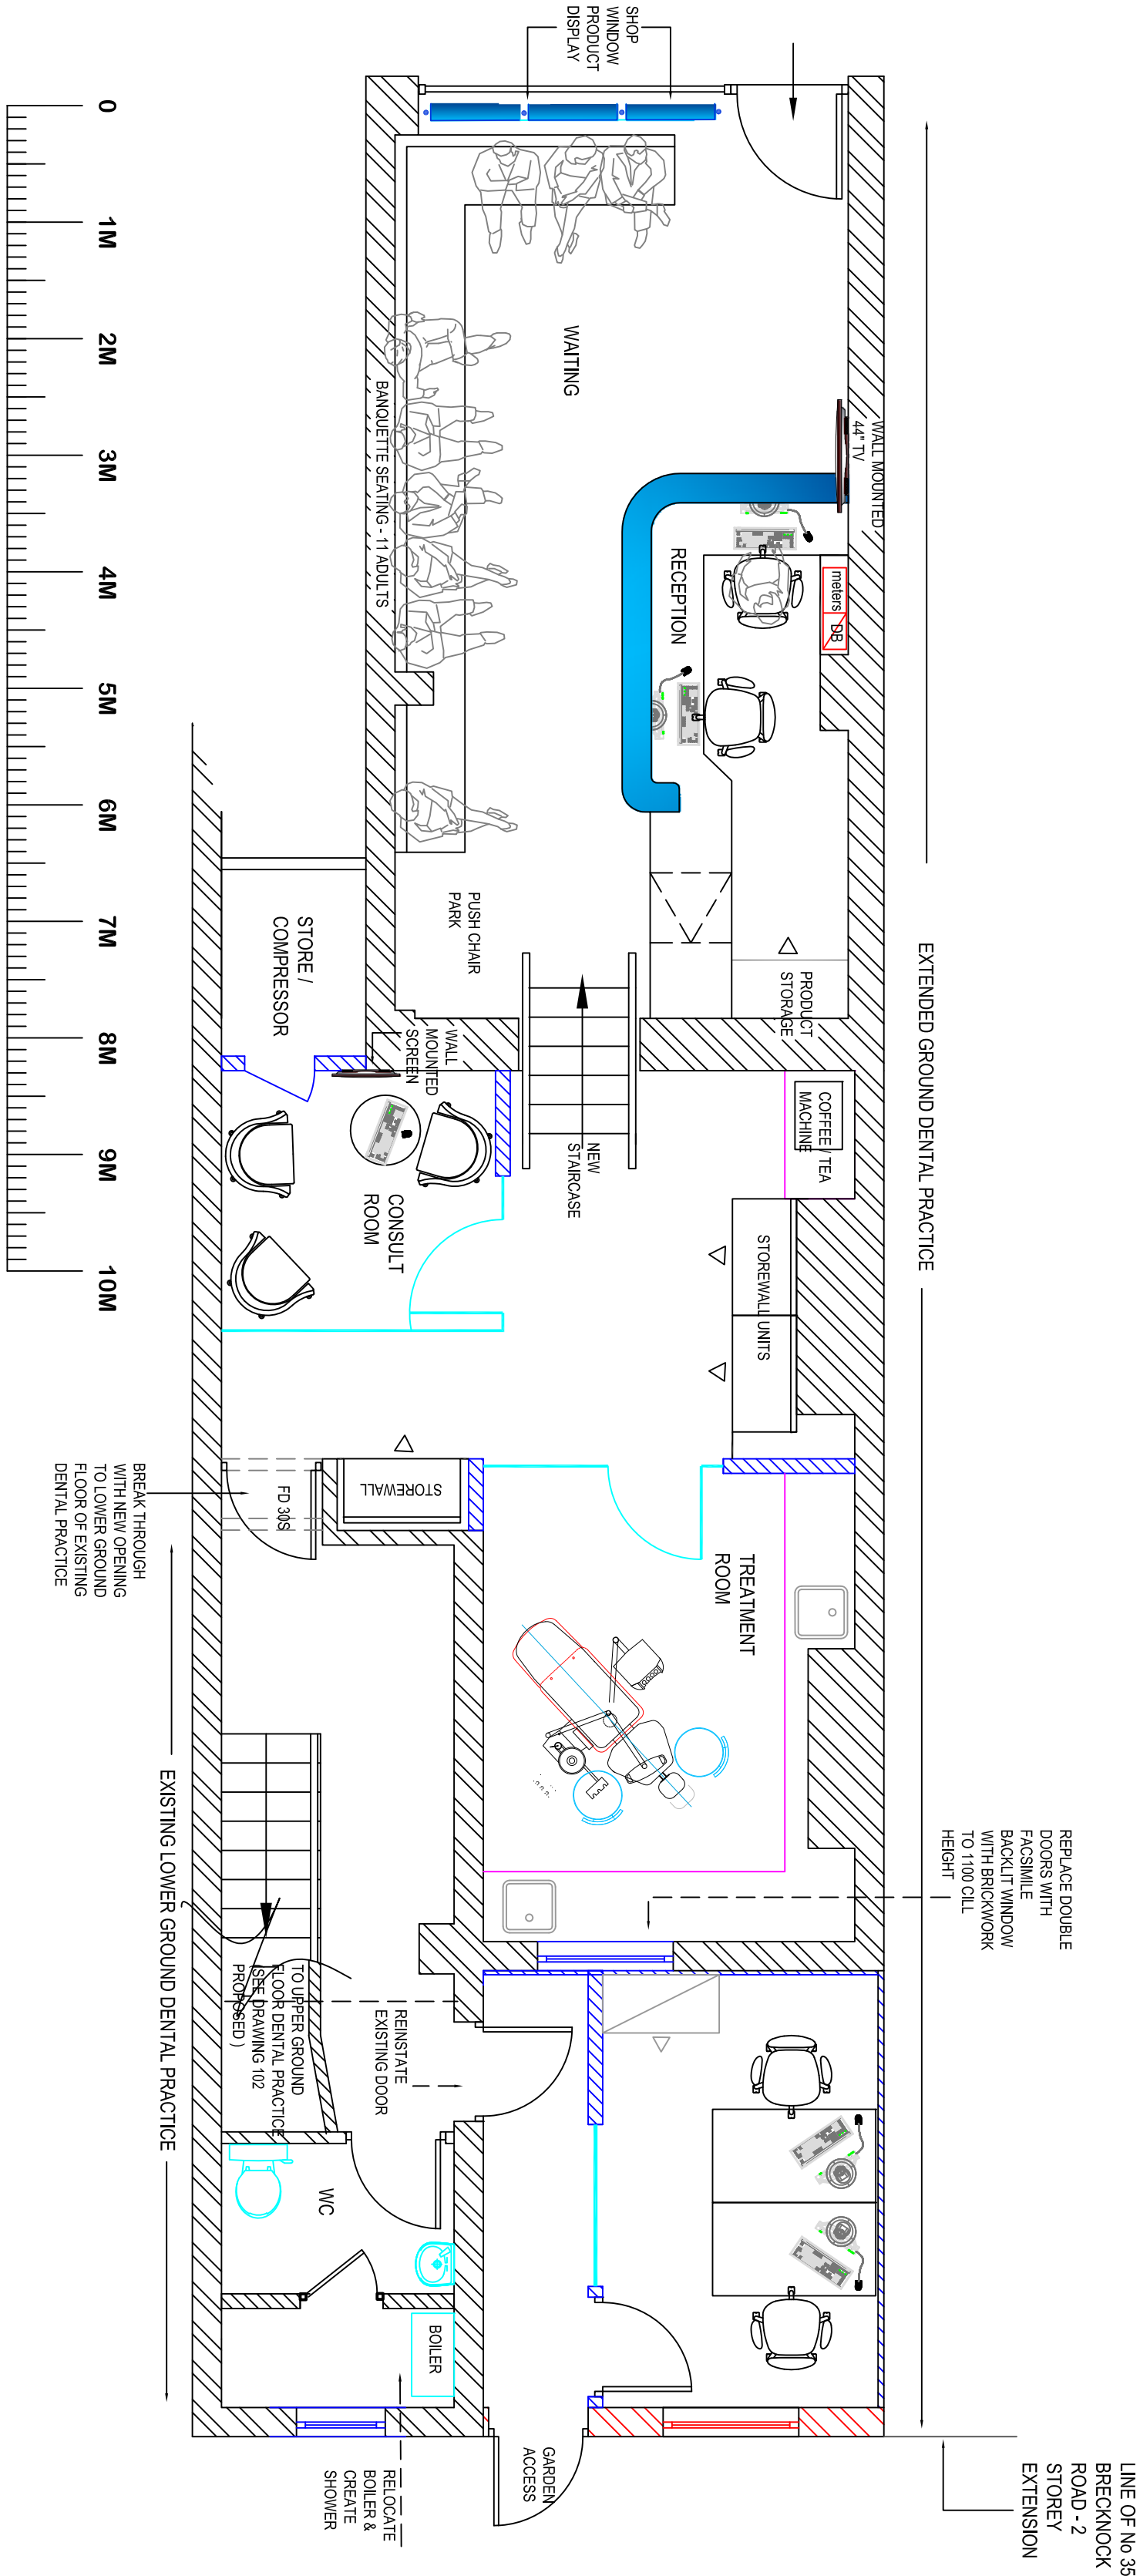 SHOP
WINDOW
PRODUCT
DISPLAY
0
1M
2M
3M
4M
5M
6M
7M
8M
9M
10M
WAITING
WALL MOUNTED
44" TV
BANQUETTE SEATING - 11 ADULTS
RECEPTION
meters
DB
EXTENDED GROUND DENTAL PRACTICE
PUSH CHAIR
PARK
PRODUCT
STORAGE
STORE /
COMPRESSOR
WALL
MOUNTED
SCREEN
NEW
STAIRCASE
COFFEE / TEA
MACHINE
CONSULT
ROOM
STOREWALL UNITS
STOREWALL
FD 30S
BREAK THROUGH
WITH NEW OPENING
TO LOWER GROUND
FLOOR OF EXISTING
DENTAL PRACTICE
TREATMENT
ROOM
REPLACE DOUBLE
DOORS WITH
FACSIMILE
BACKLIT WINDOW
WITH BRICKWORK
TO 1100 CILL
HEIGHT
EXISTING LOWER GROUND DENTAL PRACTICE
TO UPPER GROUND
FLOOR DENTAL PRACTICE
(SEE DRAWING 102
PROPOSED )
REINSTATE
EXISTING DOOR
WC
BOILER
RELOCATE
BOILER &
CREATE
SHOWER
GARDEN
ACCESS
LINE OF No 35
BRECKNOCK
ROAD - 2
STOREY
EXTENSION